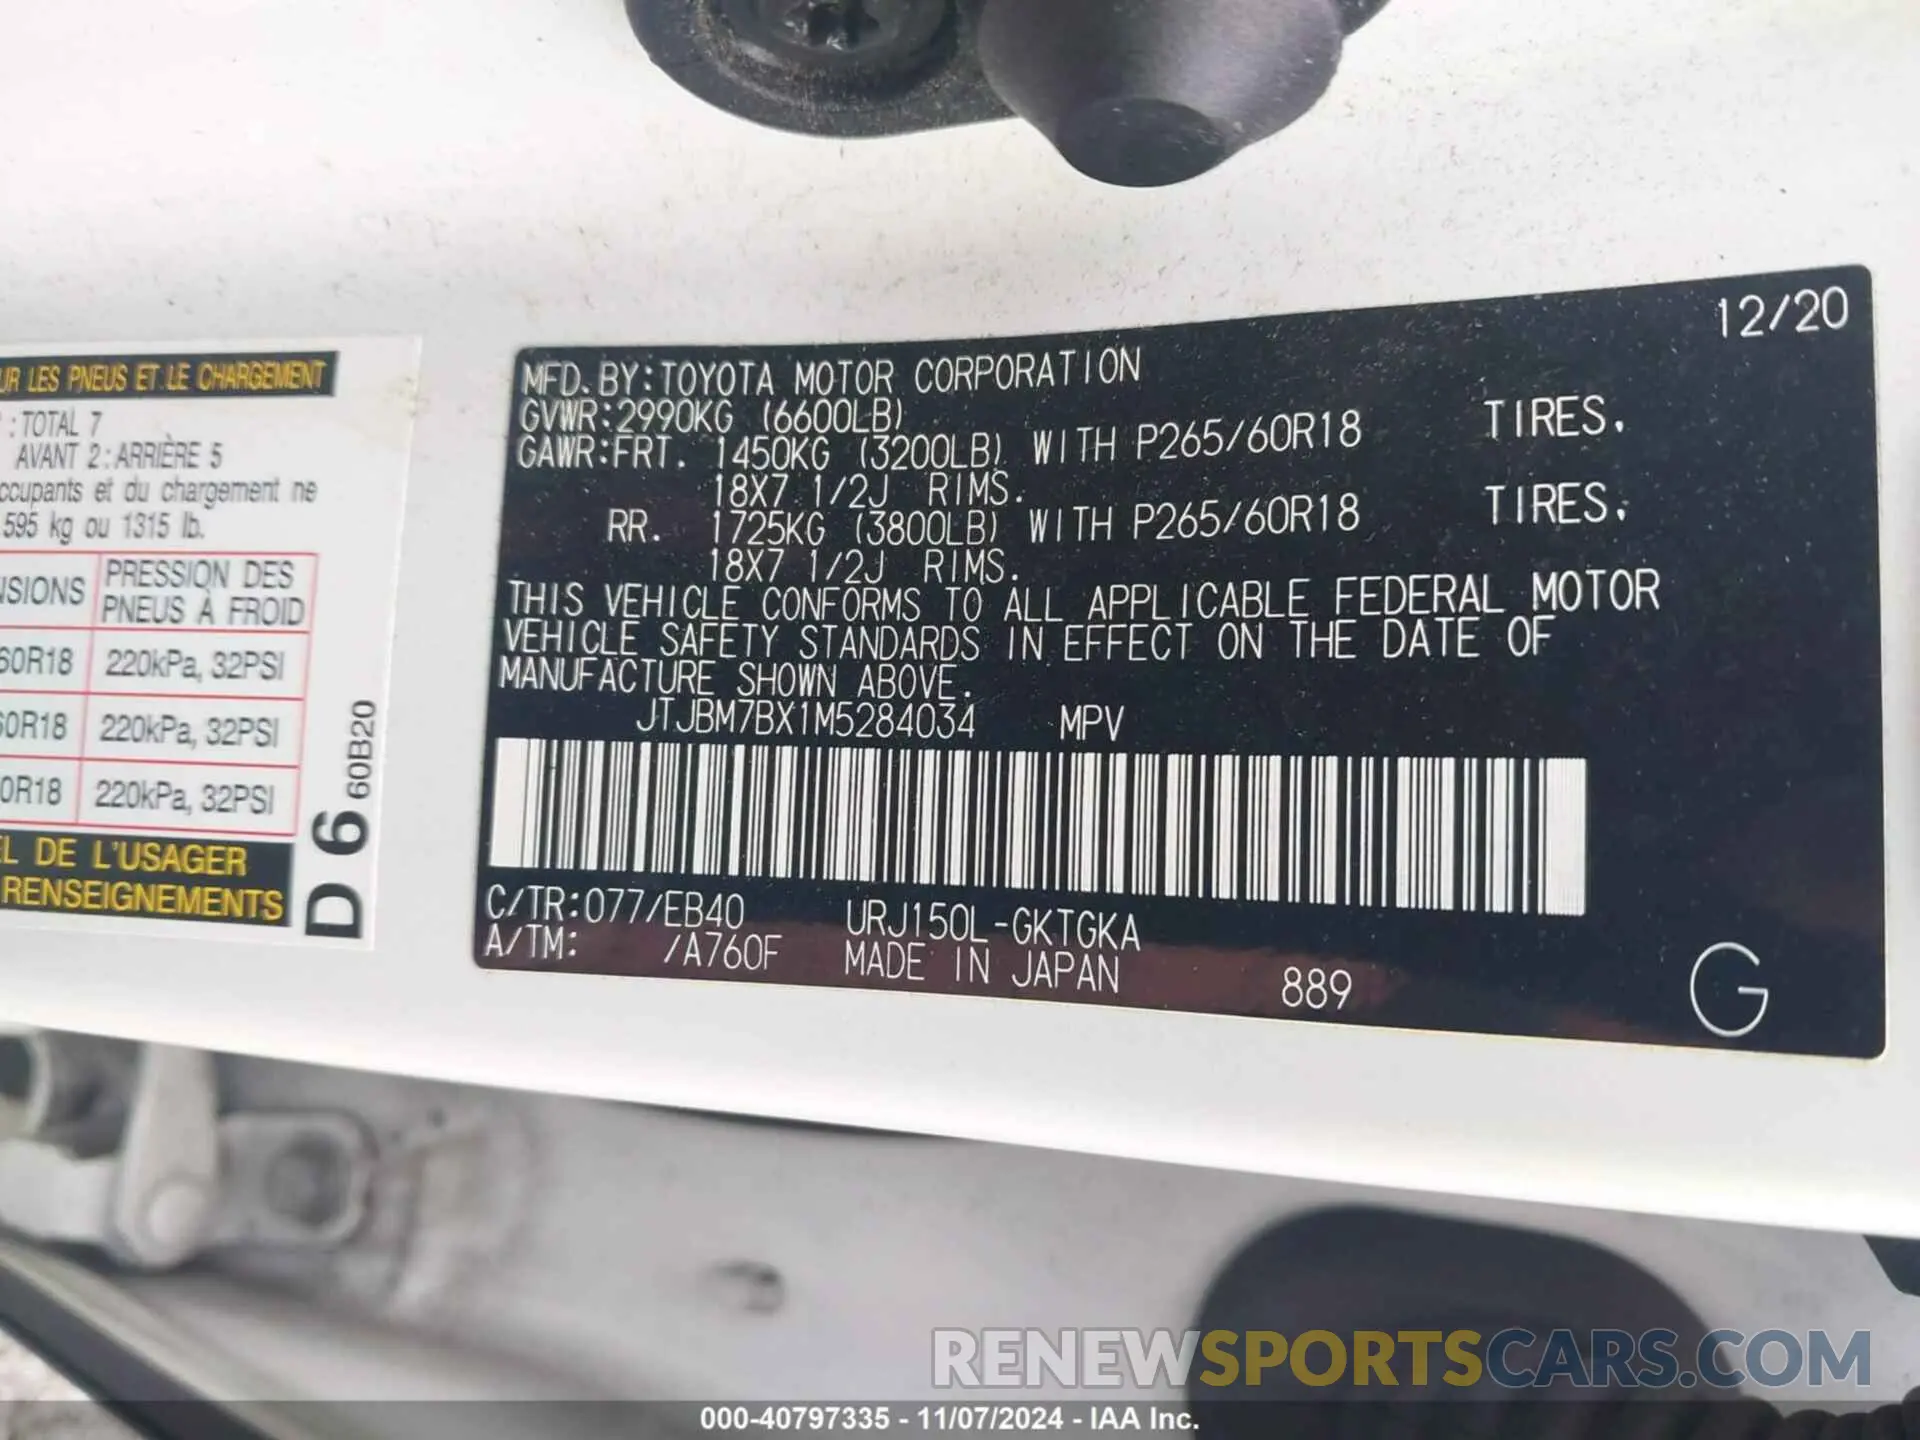 UR LES PNEUS ET LE CHARGEMENT
: TOTAL 7
AVANT 2 : ARRIÈRE 5
ccupants et du chargement ne
595 kg ou 1315 lb.
NSIONS PRESSION DES
PNEUS À FROID
60R18 220kPa, 32PSI
60R18 220kPa, 32PSI
0R18 220kPa, 32PSI
EL DE L'USAGER
RENSEIGNEMENTS
D 6 60B20
12/20
MFD. BY:TOYOTA MOTOR CORPORATION
GVWR:2990KG (6600LB)
GAWR:FRT. 1450KG (3200LB) WITH P265/60R18 TIRES.
18X7 1/2J RIMS.
RR. 1725KG (3800LB) WITH P265/60R18 TIRES.
18X7 1/2J RIMS.
THIS VEHICLE CONFORMS TO ALL APPLICABLE FEDERAL MOTOR
VEHICLE SAFETY STANDARDS IN EFFECT ON THE DATE OF
MANUFACTURE SHOWN ABOVE.
JTJBM7BX1M5284034 MPV
C/TR:077/EB40 URJ150L-GKTGKA
A/TM: /A760F MADE IN JAPAN 889
G
RENEWSPORTSCARS.COM
000-40797335 - 11/07/2024 - IAA Inc.